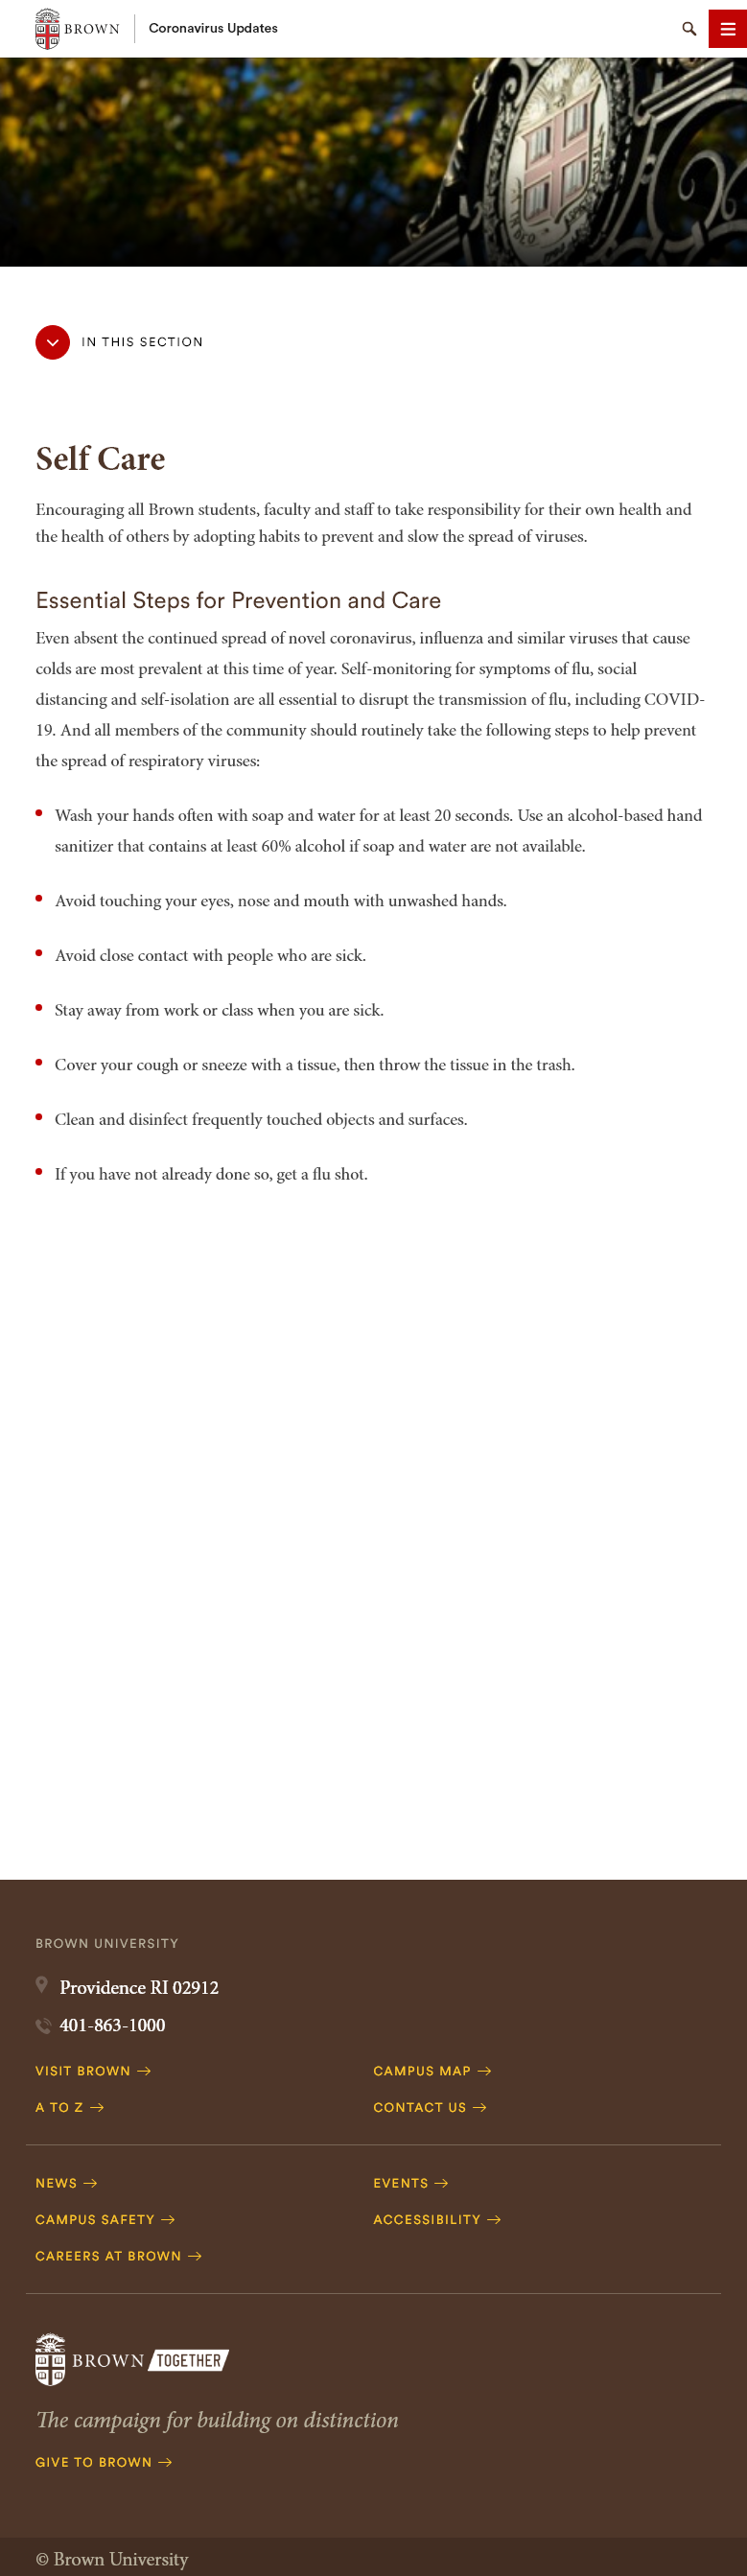 BROWN
Coronavirus Updates
DEO
IN THIS SECTION
Self Care
Encouraging all Brown students, faculty and staff to take responsibility for their own health and
the health of others by adopting habits to prevent and slow the spread of viruses.
Essential Steps for Prevention and Care
Even absent the continued spread of novel coronavirus, influenza and similar viruses that cause
colds are most prevalent at this time of year. Self-monitoring for symptoms of flu, social
distancing and self-isolation are all essential to disrupt the transmission of flu, including COVID-
19. And all members of the community should routinely take the following steps to help prevent
the spread of respiratory viruses:
Wash your hands often with soap and water for at least 20 seconds. Use an alcohol-based hand
sanitizer that contains at least 60% alcohol if soap and water are not available.
Avoid touching your eyes, nose and mouth with unwashed hands.
Avoid close contact with people who are sick.
Stay away from work or class when you are sick.
Cover your cough or sneeze with a tissue, then throw the tissue in the trash.
Clean and disinfect frequently touched objects and surfaces.
If you have not already done so, get a flu shot.
BROWN UNIVERSITY
Providence RI 02912
401-863-1000
VISIT BROWN
CAMPUS MAP
A TO Z
CONTACT US
NEWS
EVENTS
CAMPUS SAFETY
ACCESSIBILITY
CAREERS AT BROWN
BROWN TOGETHER
The campaign for building on distinction
GIVE TO BROWN
© Brown University